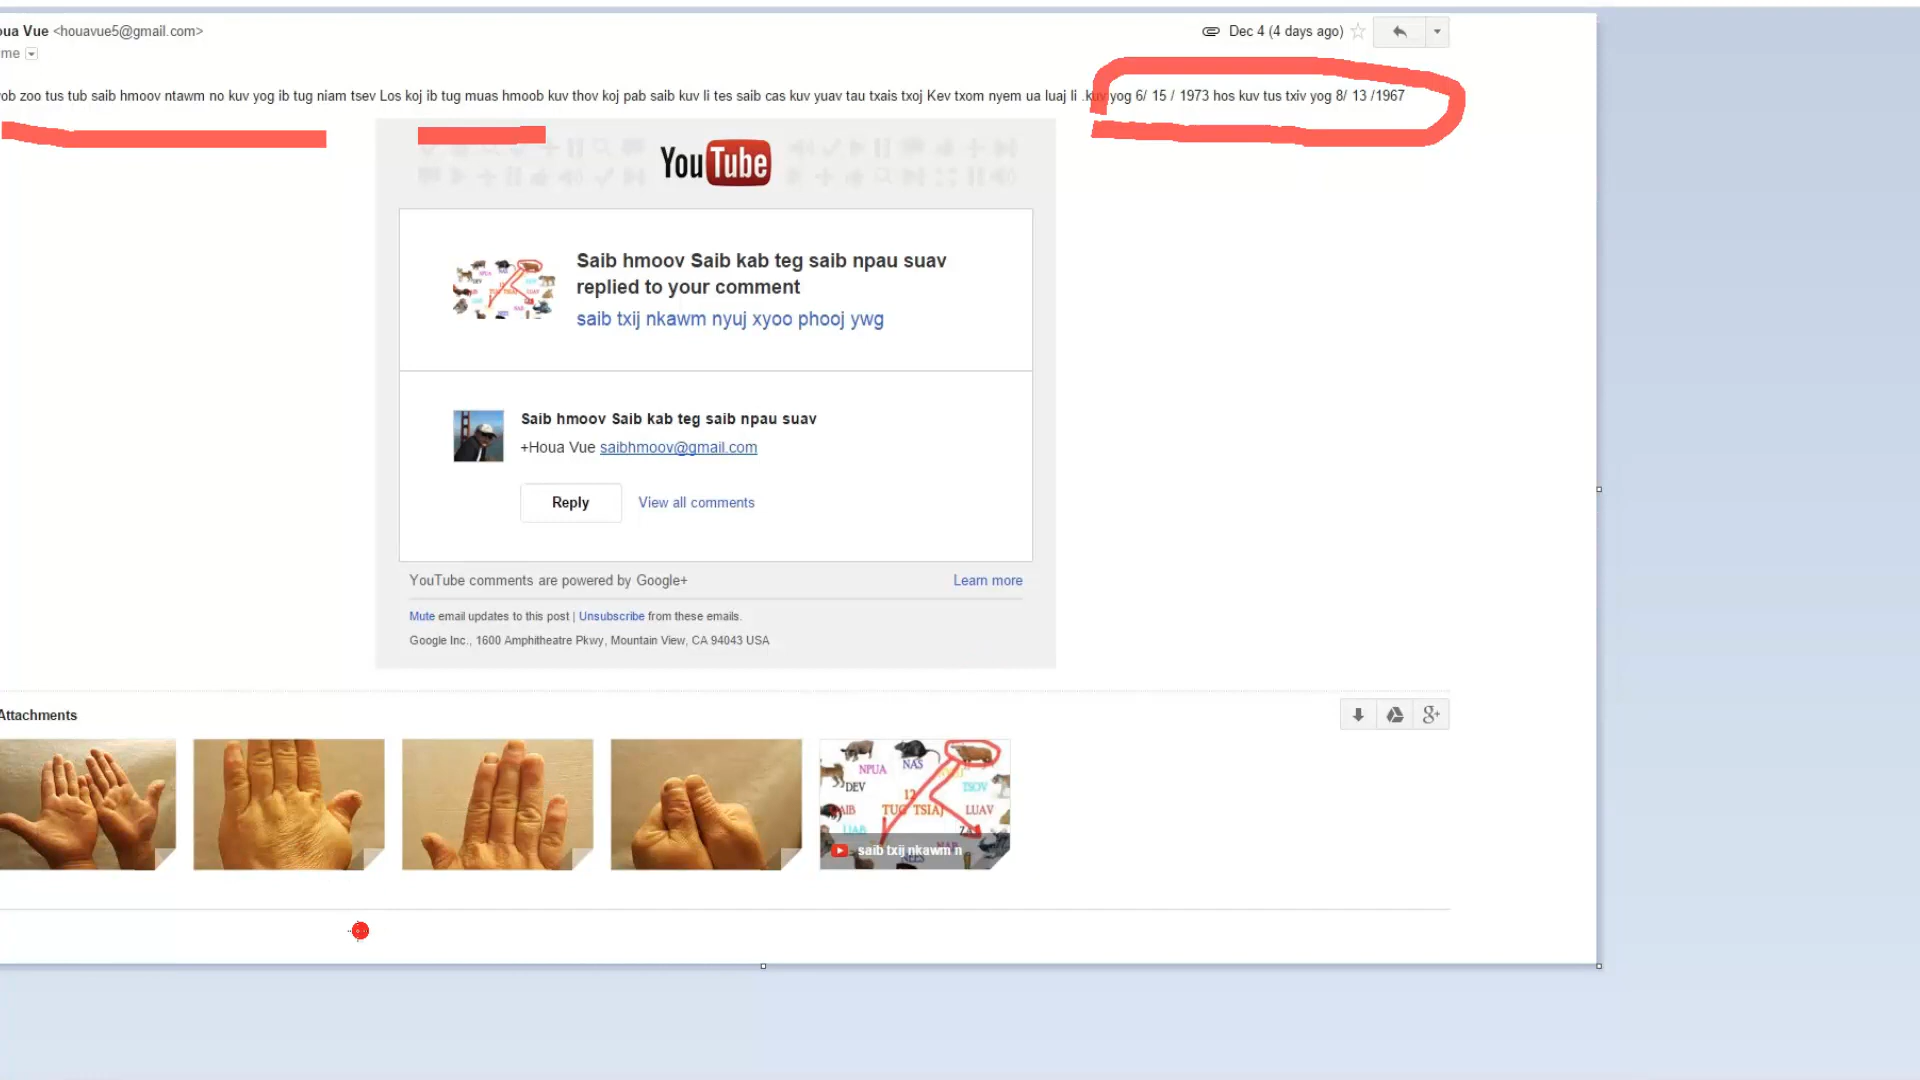 oua Vue <houavue5@gmail.com>
Dec 4 (4 days ago)
me
ob zoo tus tub saib hmoov ntawm no kuv yog ib tug niam tsev Los koj ib tug muas hmoob kuv thov koj pab saib kuv li tes saib cas kuv yuav tau txais txoj Kev txom nyem ua luaj li .kuv yog 6/ 15 / 1973 hos kuv tus txiv yog 8/ 13 /1967
YouTube
Saib hmoov Saib kab teg saib npau suav
replied to your comment
saib txij nkawm nyuj xyoo phooj ywg
Saib hmoov Saib kab teg saib npau suav
+Houa Vue saibhmoov@gmail.com
Reply
View all comments
YouTube comments are powered by Google+
Learn more
Mute email updates to this post | Unsubscribe from these emails.
Google Inc., 1600 Amphitheatre Pkwy, Mountain View, CA 94043 USA
Attachments
NAS
NPUA
DEV
TSOV
12
TUG TSIAJ
LUAV
saib txij nkawm n